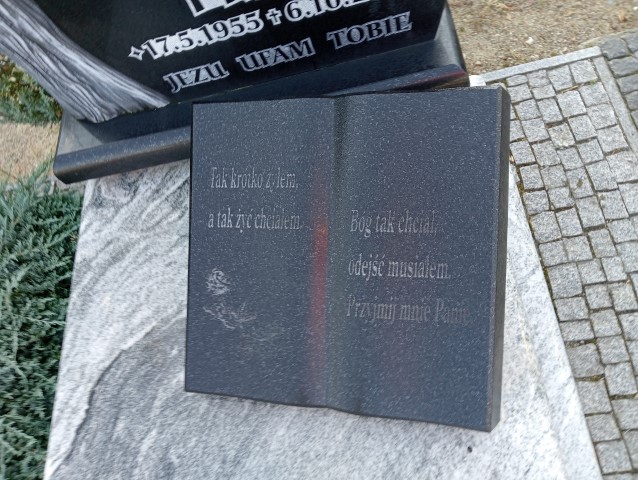 17.5.1955 ✝ 6.10.
JEZU UFAM TOBIE
Tak krótko żyłem,
a tak żyć chciałem.
Bóg tak chciał,
odejść musiałem.
Przyjmij mnie Panie